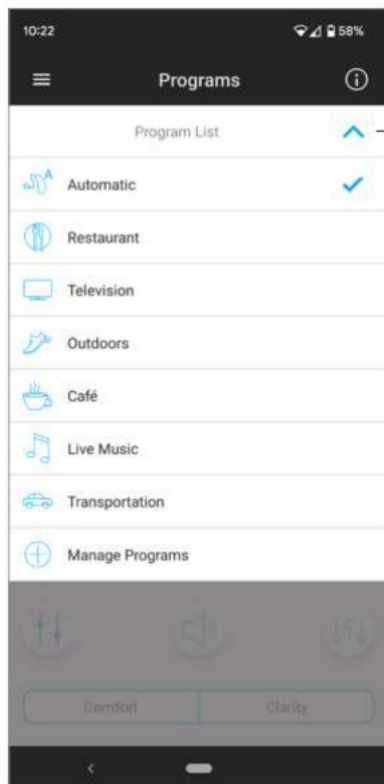 10:22 58%
Programs
Program List
Automatic
Restaurant
Television
Outdoors
Café
Live Music
Transportation
Manage Programs
Comfort Clarity